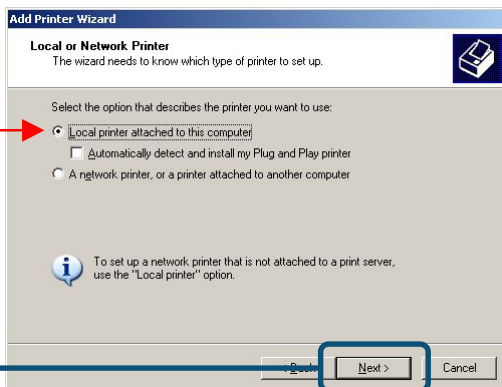 Add Printer Wizard
Local or Network Printer
The wizard needs to know which type of printer to set up.
Select the option that describes the printer you want to use:
Local printer attached to this computer
Automatically detect and install my Plug and Play printer
A network printer, or a printer attached to another computer
To set up a network printer that is not attached to a print server,
use the "Local printer" option.
< Back Next > Cancel